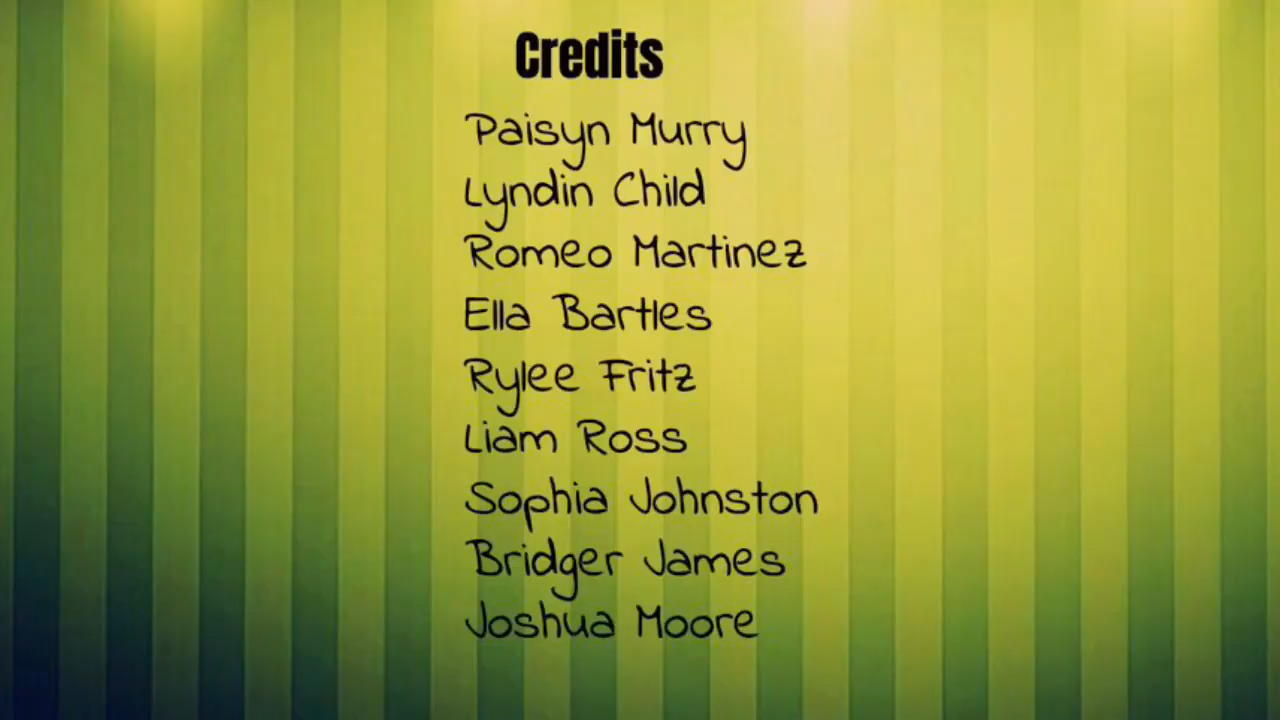 Credits
Paisyn Murry
Lyndin Child
Romeo Martinez
Ella Bartles
Rylee Fritz
Liam Ross
Sophia Johnston
Bridger James
Joshua Moore